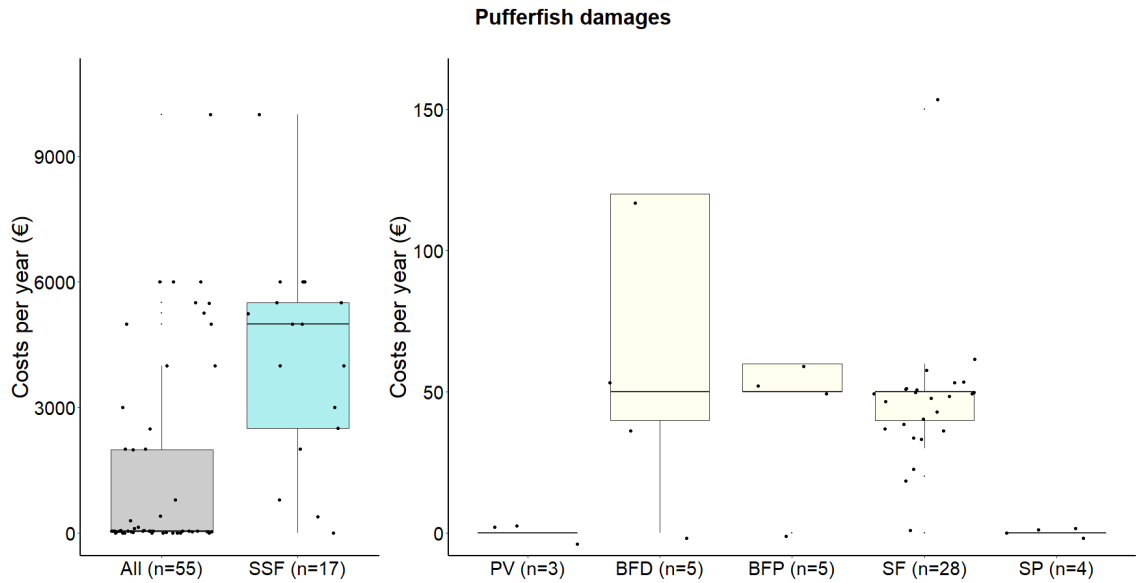 Pufferfish damages
Costs per year (€)
9000
6000
3000
0
All (n=55)
SSF (n=17)
Costs per year (€)
150
100
50
0
PV (n=3)
BFD (n=5)
BFP (n=5)
SF (n=28)
SP (n=4)